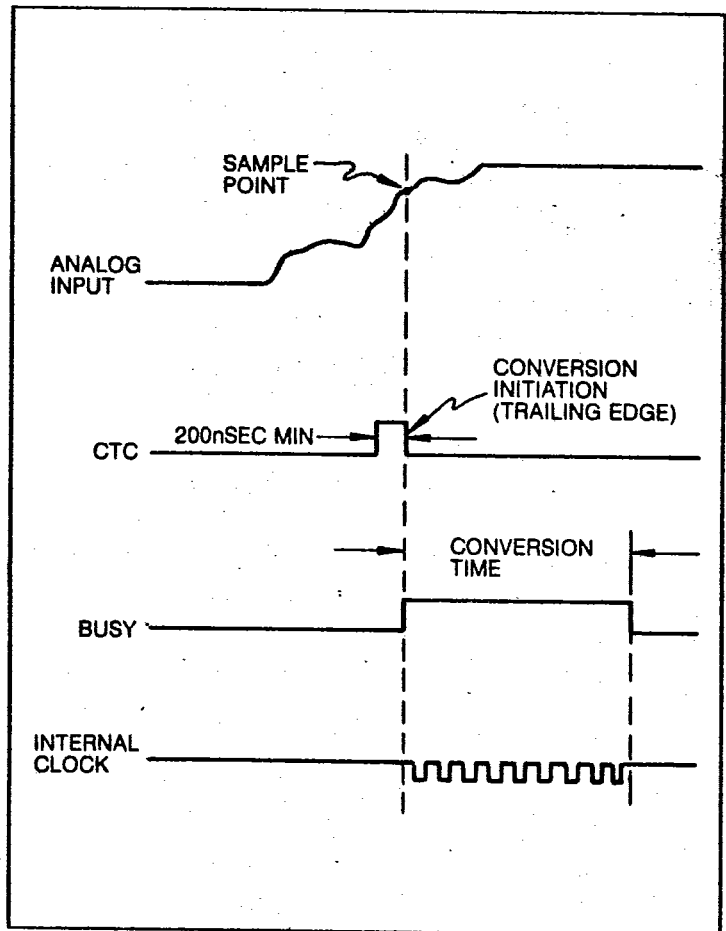 SAMPLE
POINT
ANALOG
INPUT
CONVERSION
INITIATION
(TRAILING EDGE)
200nSEC MIN
CTC
CONVERSION
TIME
BUSY
INTERNAL
CLOCK